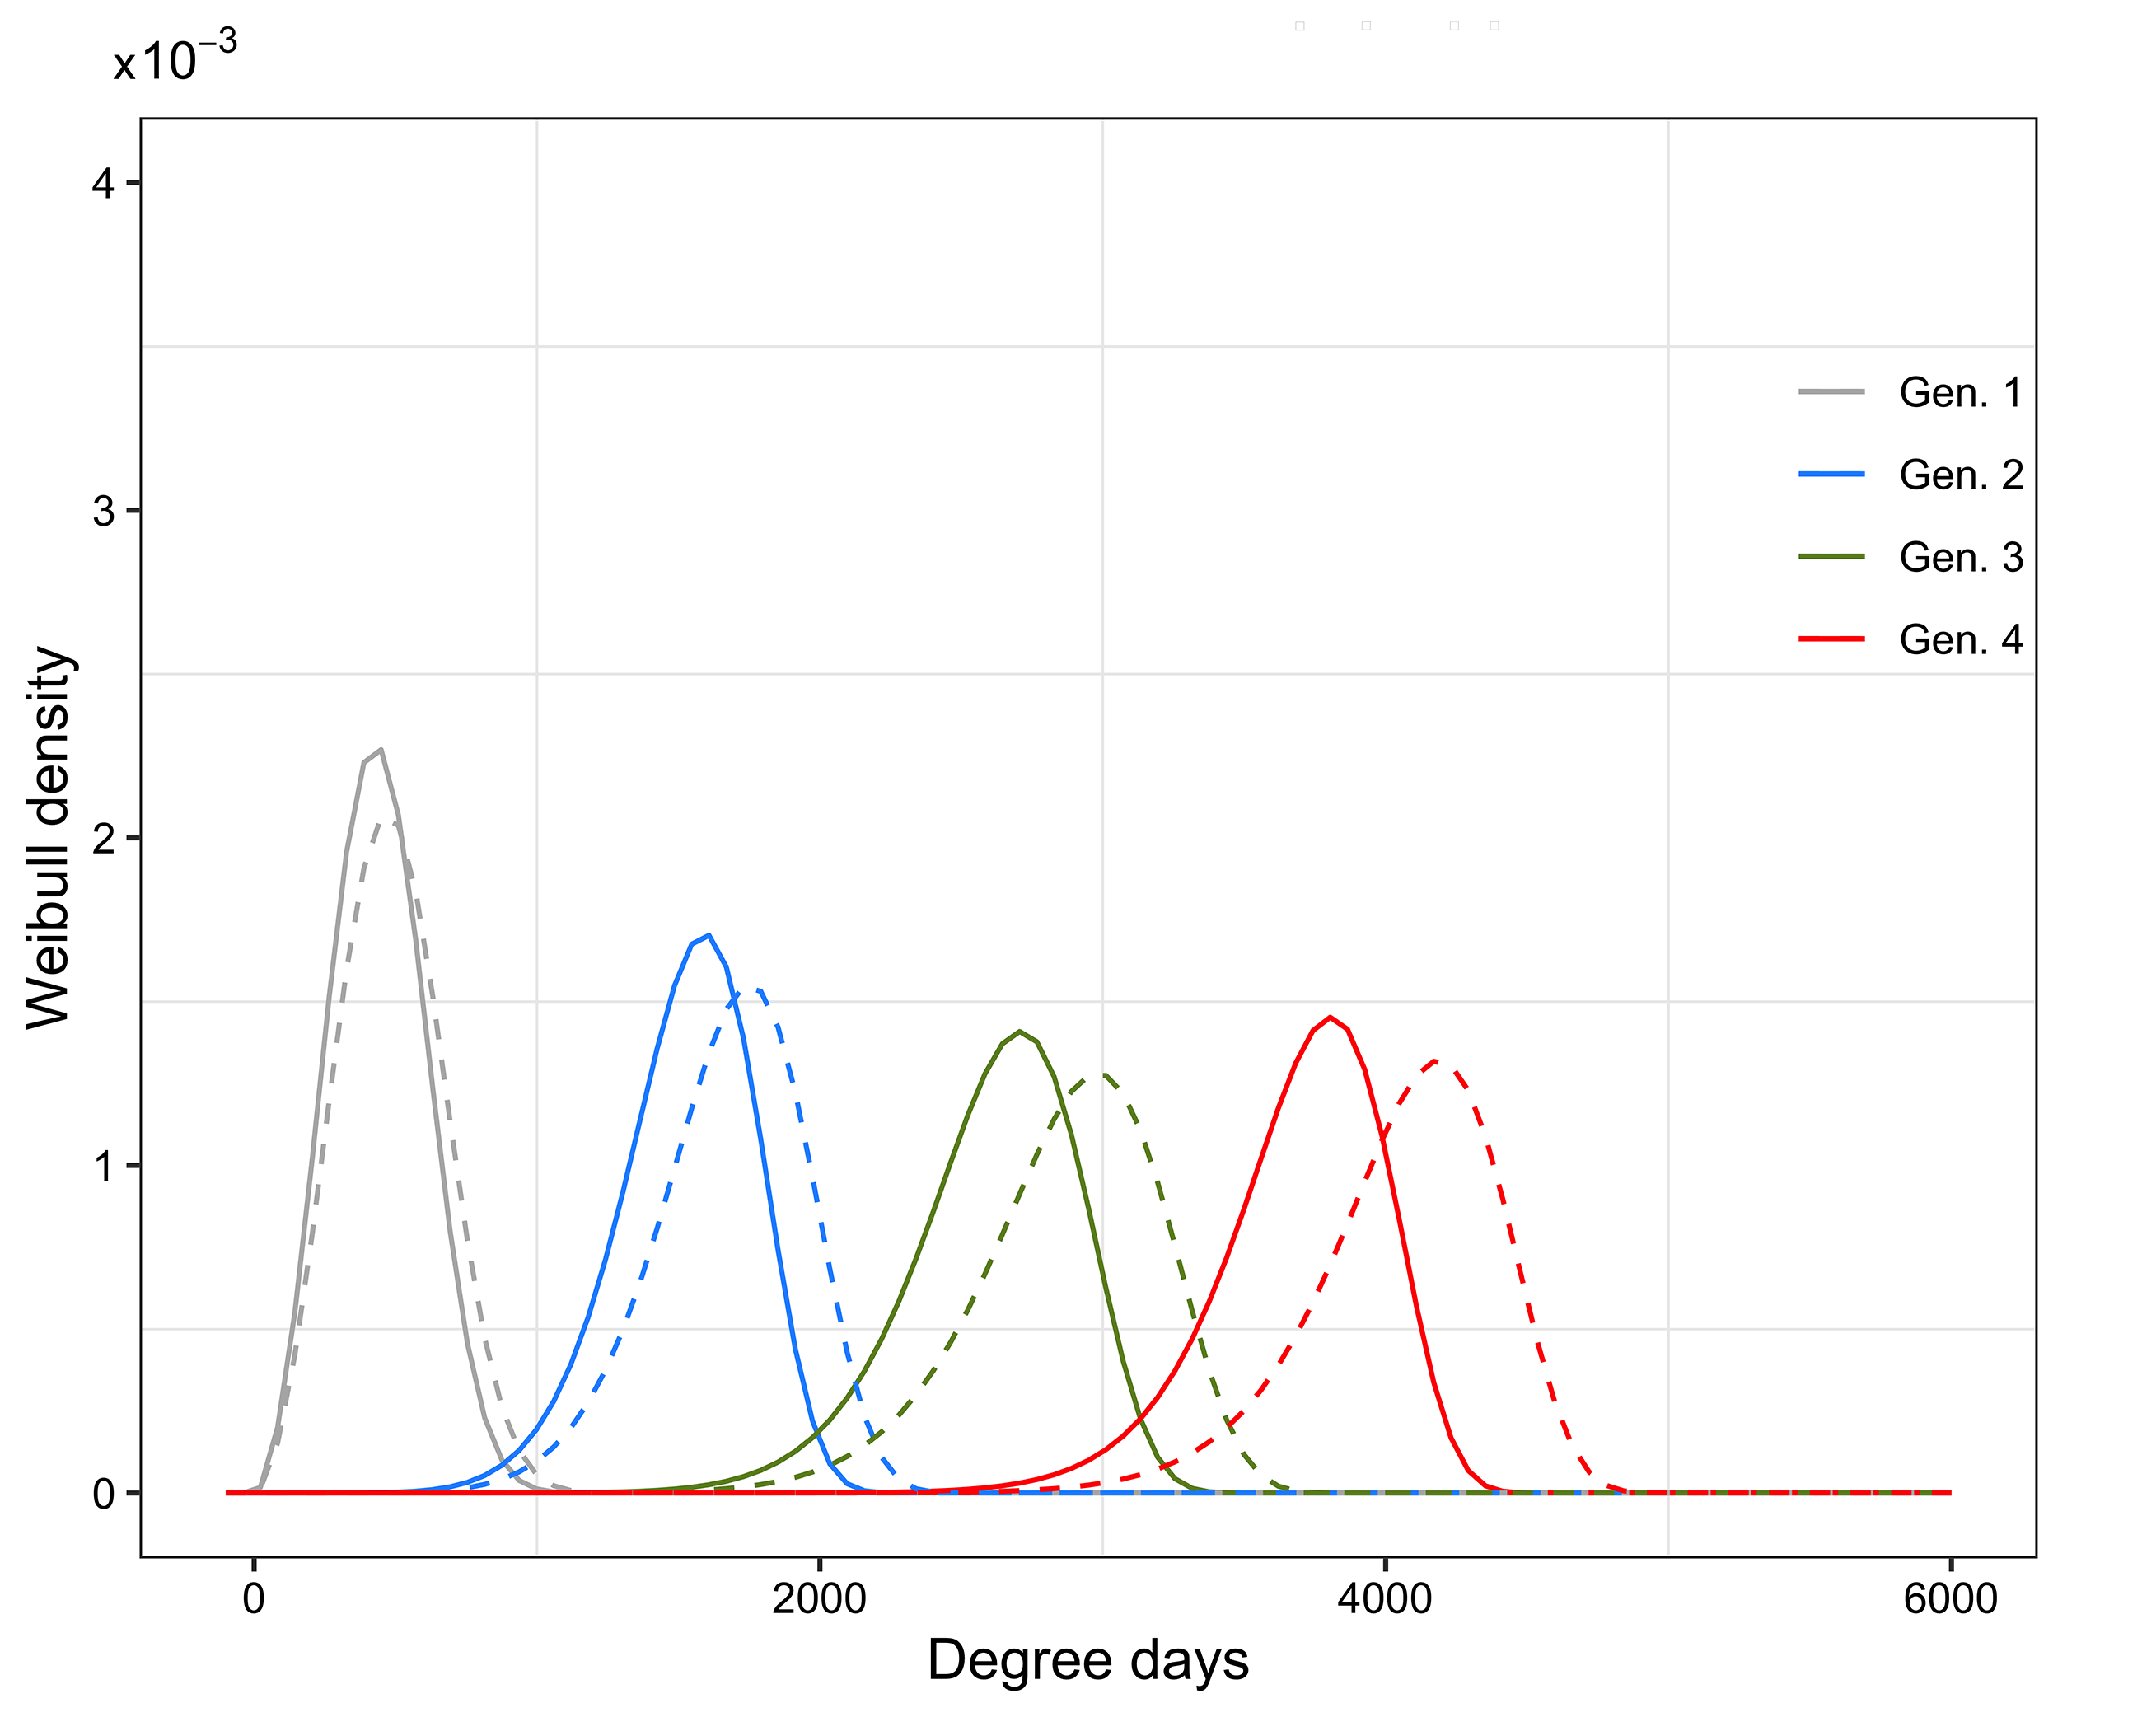 x10⁻³
4
3
2
1
0
Weibull density
Gen. 1
Gen. 2
Gen. 3
Gen. 4
0 2000 4000 6000
Degree days